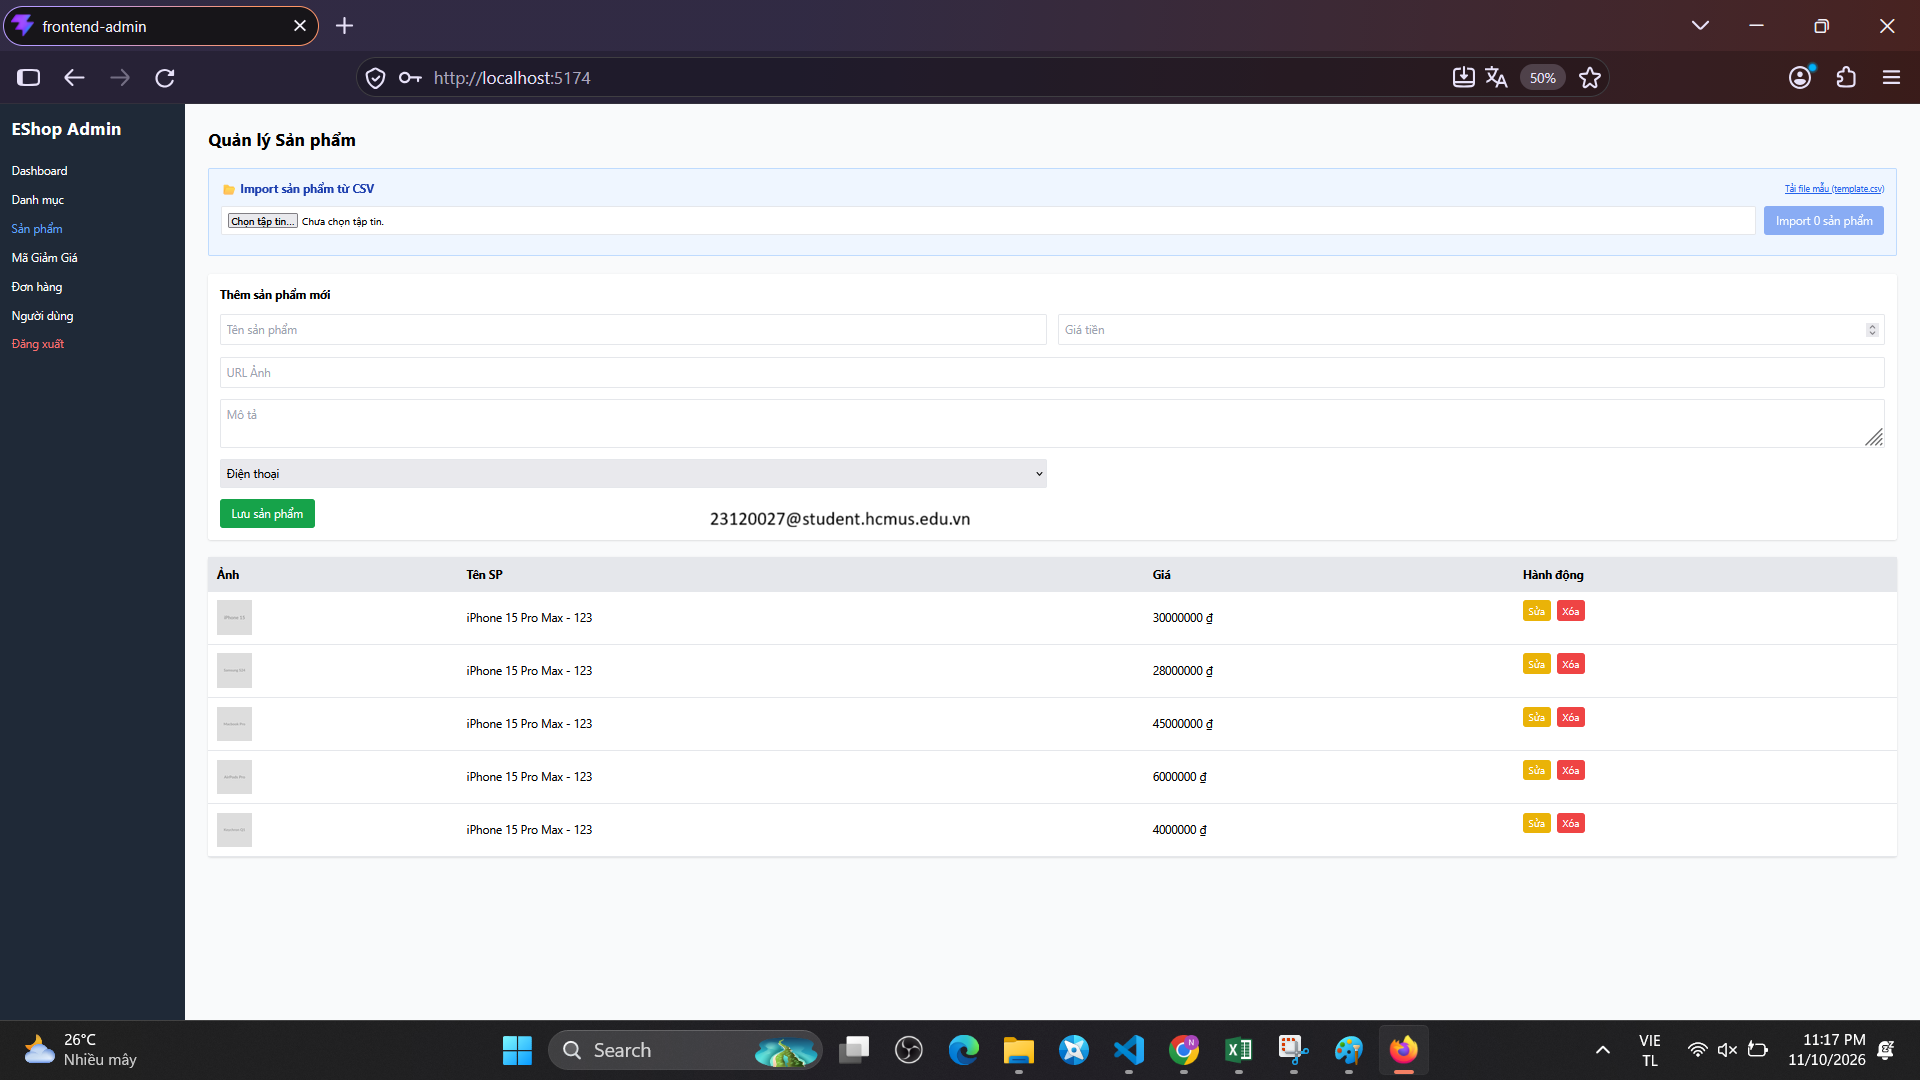 frontend-admin
http://localhost:5174
50%
EShop Admin
Dashboard
Danh mục
Sản phẩm
Mã Giảm Giá
Đơn hàng
Người dùng
Đăng xuất
Quản lý Sản phẩm
Import sản phẩm từ CSV
Tải file mẫu (template.csv)
Chọn tập tin... Chưa chọn tập tin.
Import 0 sản phẩm
Thêm sản phẩm mới
Tên sản phẩm
Giá tiền
URL Ảnh
Mô tả
Điện thoại
Lưu sản phẩm
23120027@student.hcmus.edu.vn
Ảnh Tên SP Giá Hành động
iPhone 15 Pro Max - 123 30000000 ₫ Sửa Xóa
iPhone 15 Pro Max - 123 28000000 ₫ Sửa Xóa
iPhone 15 Pro Max - 123 45000000 ₫ Sửa Xóa
iPhone 15 Pro Max - 123 6000000 ₫ Sửa Xóa
iPhone 15 Pro Max - 123 4000000 ₫ Sửa Xóa
26°C
Nhiều mây
Search
VIE
TL
11:17 PM
11/10/2026